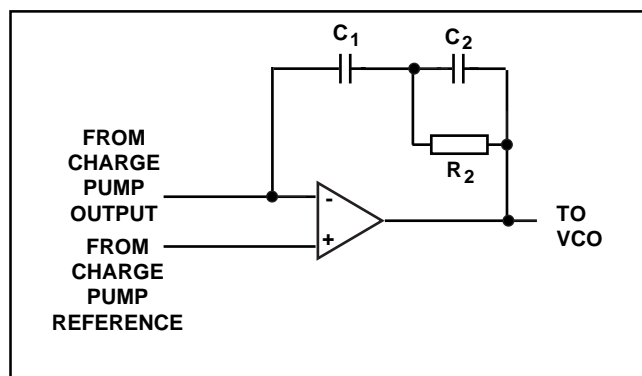 C1
C2
R2
FROM
CHARGE
PUMP
OUTPUT
-
+
FROM
CHARGE
PUMP
REFERENCE
TO
VCO